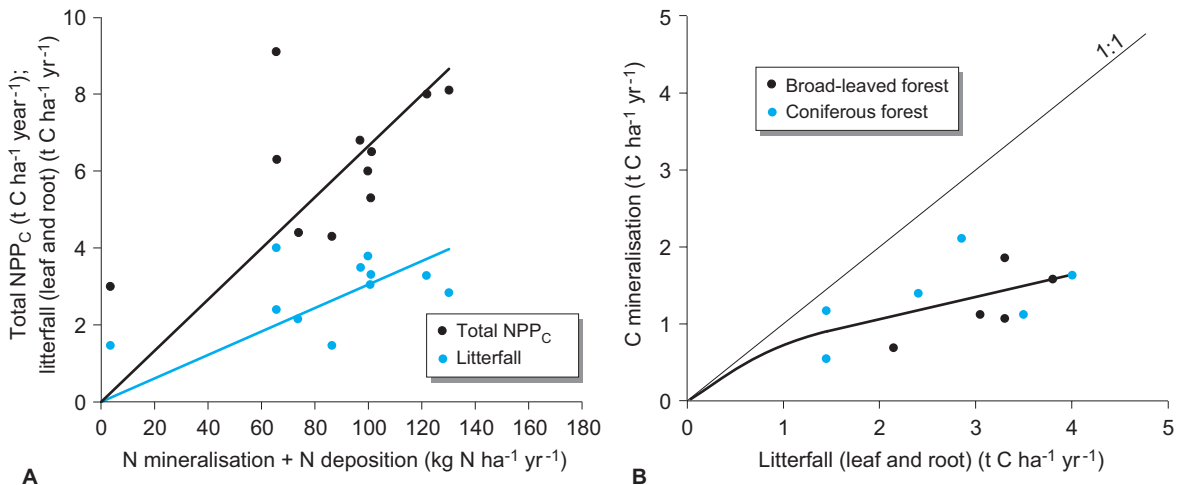 Total NPPC (t C ha-1 year-1);
litterfall (leaf and root) (t C ha-1 yr-1)
10
8
6
4
2
0
Total NPPC
Litterfall
0 20 40 60 80 100 120 140 160 180
N mineralisation + N deposition (kg N ha-1 yr-1)
A
C mineralisation (t C ha-1 yr-1)
5
4
3
2
1
0
1:1
Broad-leaved forest
Coniferous forest
0 1 2 3 4 5
Litterfall (leaf and root) (t C ha-1 yr-1)
B